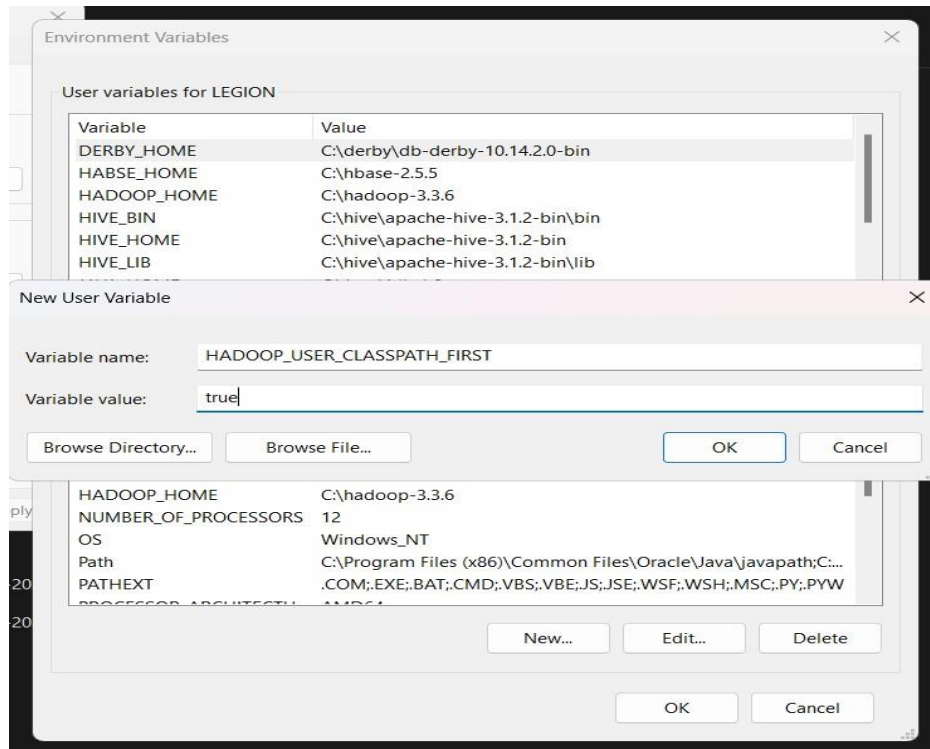 Environment Variables
User variables for LEGION
Variable Value
DERBY_HOME C:\derby\db-derby-10.14.2.0-bin
HABSE_HOME C:\hbase-2.5.5
HADOOP_HOME C:\hadoop-3.3.6
HIVE_BIN C:\hive\apache-hive-3.1.2-bin\bin
HIVE_HOME C:\hive\apache-hive-3.1.2-bin
HIVE_LIB C:\hive\apache-hive-3.1.2-bin\lib
New User Variable
Variable name: HADOOP_USER_CLASSPATH_FIRST
Variable value: true
Browse Directory... Browse File... OK Cancel
HADOOP_HOME C:\hadoop-3.3.6
ply
NUMBER_OF_PROCESSORS 12
OS Windows_NT
Path C:\Program Files (x86)\Common Files\Oracle\Java\javapath;C:...
-20 PATHEXT .COM;.EXE;.BAT;.CMD;.VBS;.VBE;.JS;.JSE;.WSF;.WSH;.MSC;.PY;.PYW
-20
New... Edit... Delete
OK Cancel